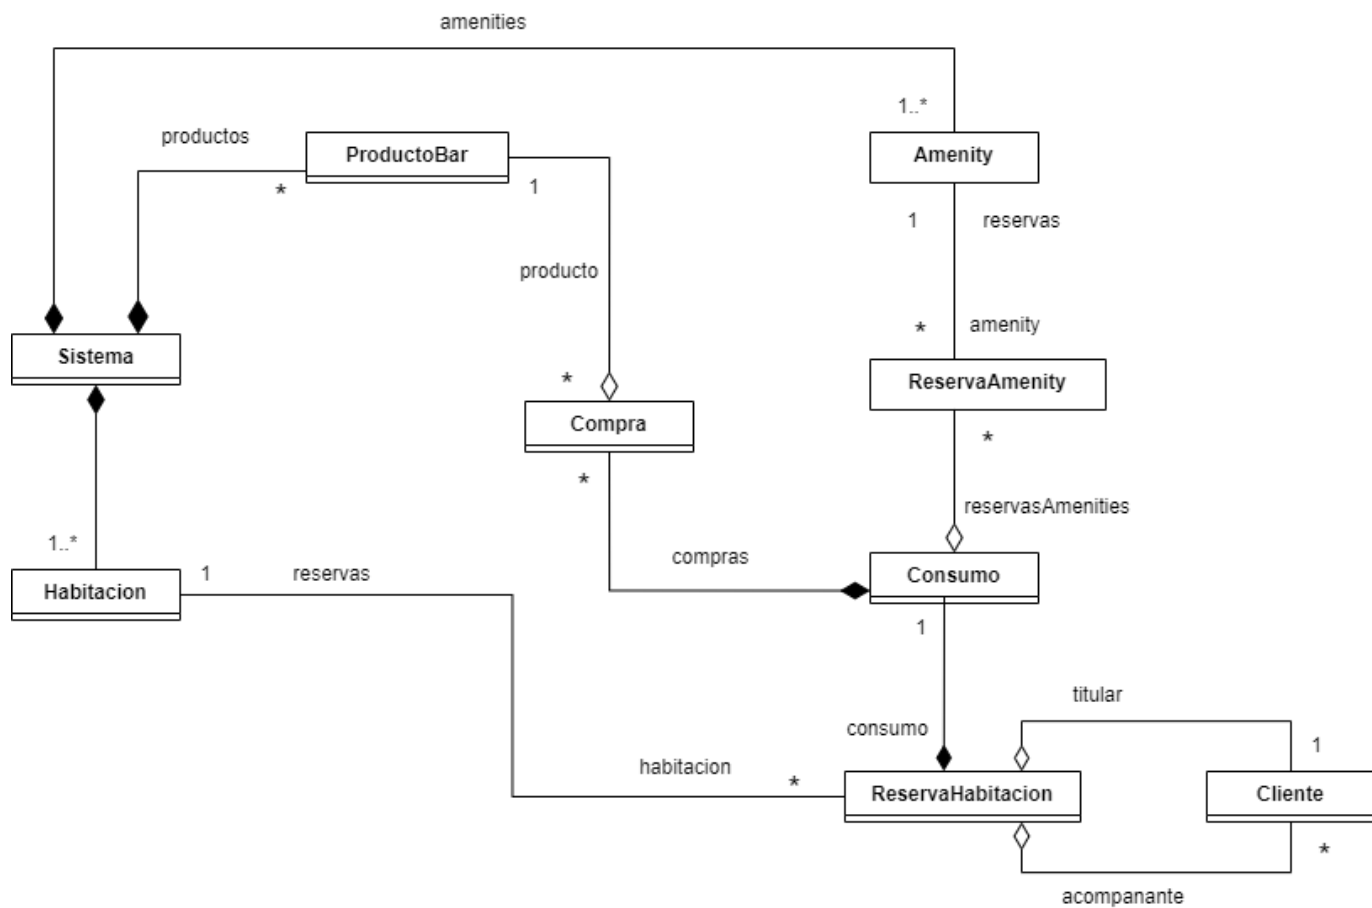 amenities
1..*
productos
ProductoBar
Amenity
*
1
1
reservas
producto
*
amenity
Sistema
*
ReservaAmenity
Compra
*
*
reservasAmenities
1..*
compras
1
reservas
Consumo
Habitacion
1
titular
consumo
1
habitacion
*
ReservaHabitacion
Cliente
*
acompanante